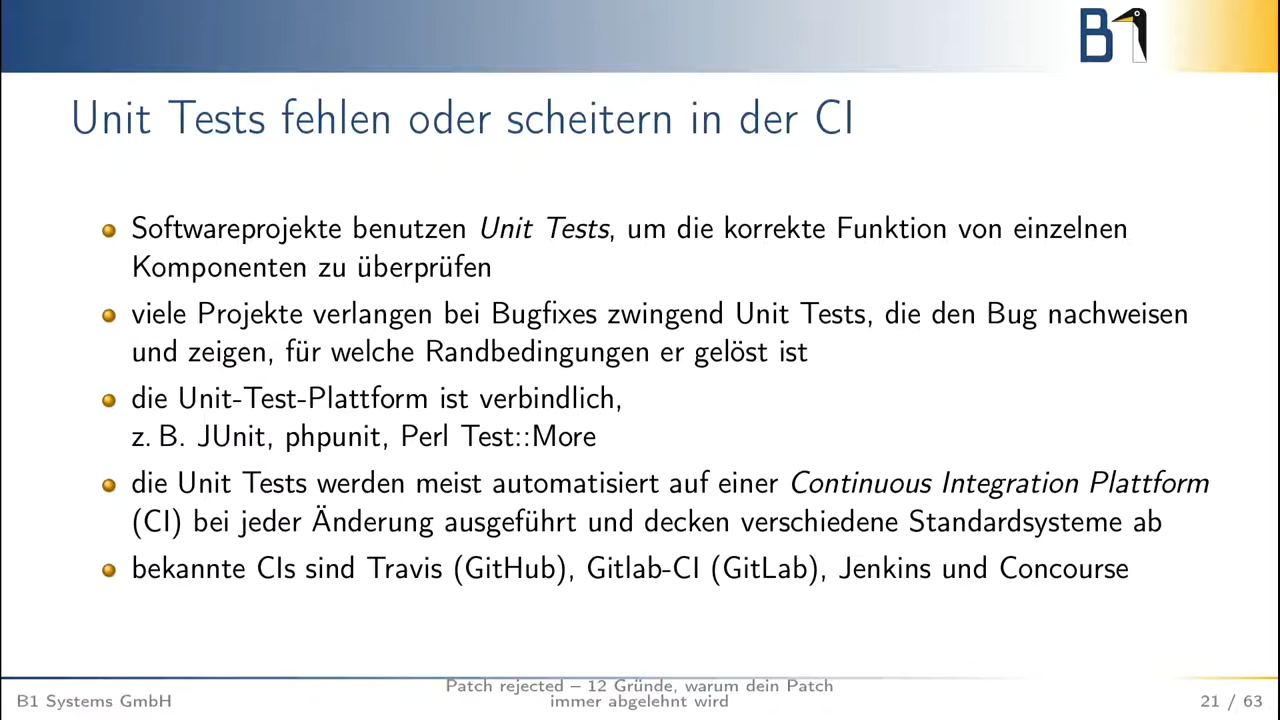 B1
Unit Tests fehlen oder scheitern in der CI
Softwareprojekte benutzen Unit Tests, um die korrekte Funktion von einzelnen
Komponenten zu überprüfen
viele Projekte verlangen bei Bugfixes zwingend Unit Tests, die den Bug nachweisen
und zeigen, für welche Randbedingungen er gelöst ist
die Unit-Test-Plattform ist verbindlich,
z. B. JUnit, phpunit, Perl Test::More
die Unit Tests werden meist automatisiert auf einer Continuous Integration Plattform
(CI) bei jeder Änderung ausgeführt und decken verschiedene Standardsysteme ab
bekannte CIs sind Travis (GitHub), Gitlab-CI (GitLab), Jenkins und Concourse
B1 Systems GmbH
Patch rejected – 12 Gründe, warum dein Patch
immer abgelehnt wird
21 / 63